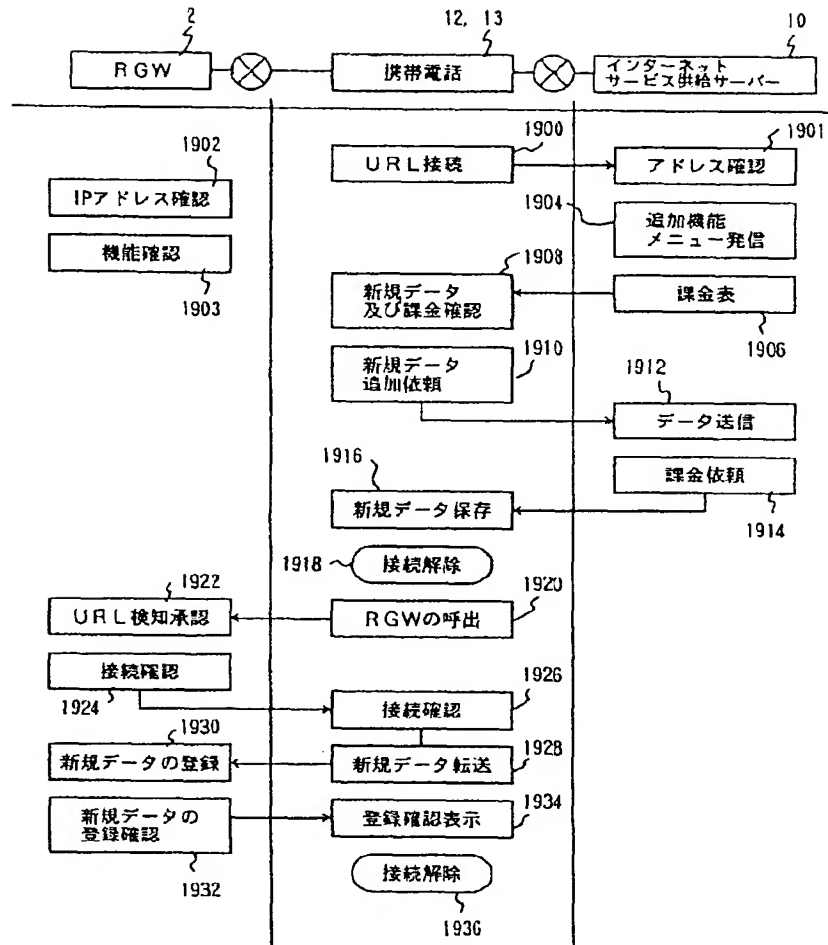 2
12, 13
10
RGW
携帯電話
インターネット
サービス供給サーバー
1900
1901
1902
URL接続
アドレス確認
IPアドレス確認
1904
追加機能
メニュー発信
機能確認
1903
1908
新規データ
及び課金確認
課金表
1906
1910
新規データ
追加依頼
1912
データ送信
1916
課金依頼
1914
新規データ保存
1918
接続解除
1922
1920
URL検知承認
RGWの呼出
接続確認
1924
1926
接続確認
1930
新規データの登録
新規データ転送
1928
1934
新規データの
登録確認
登録確認表示
1932
接続解除
1936